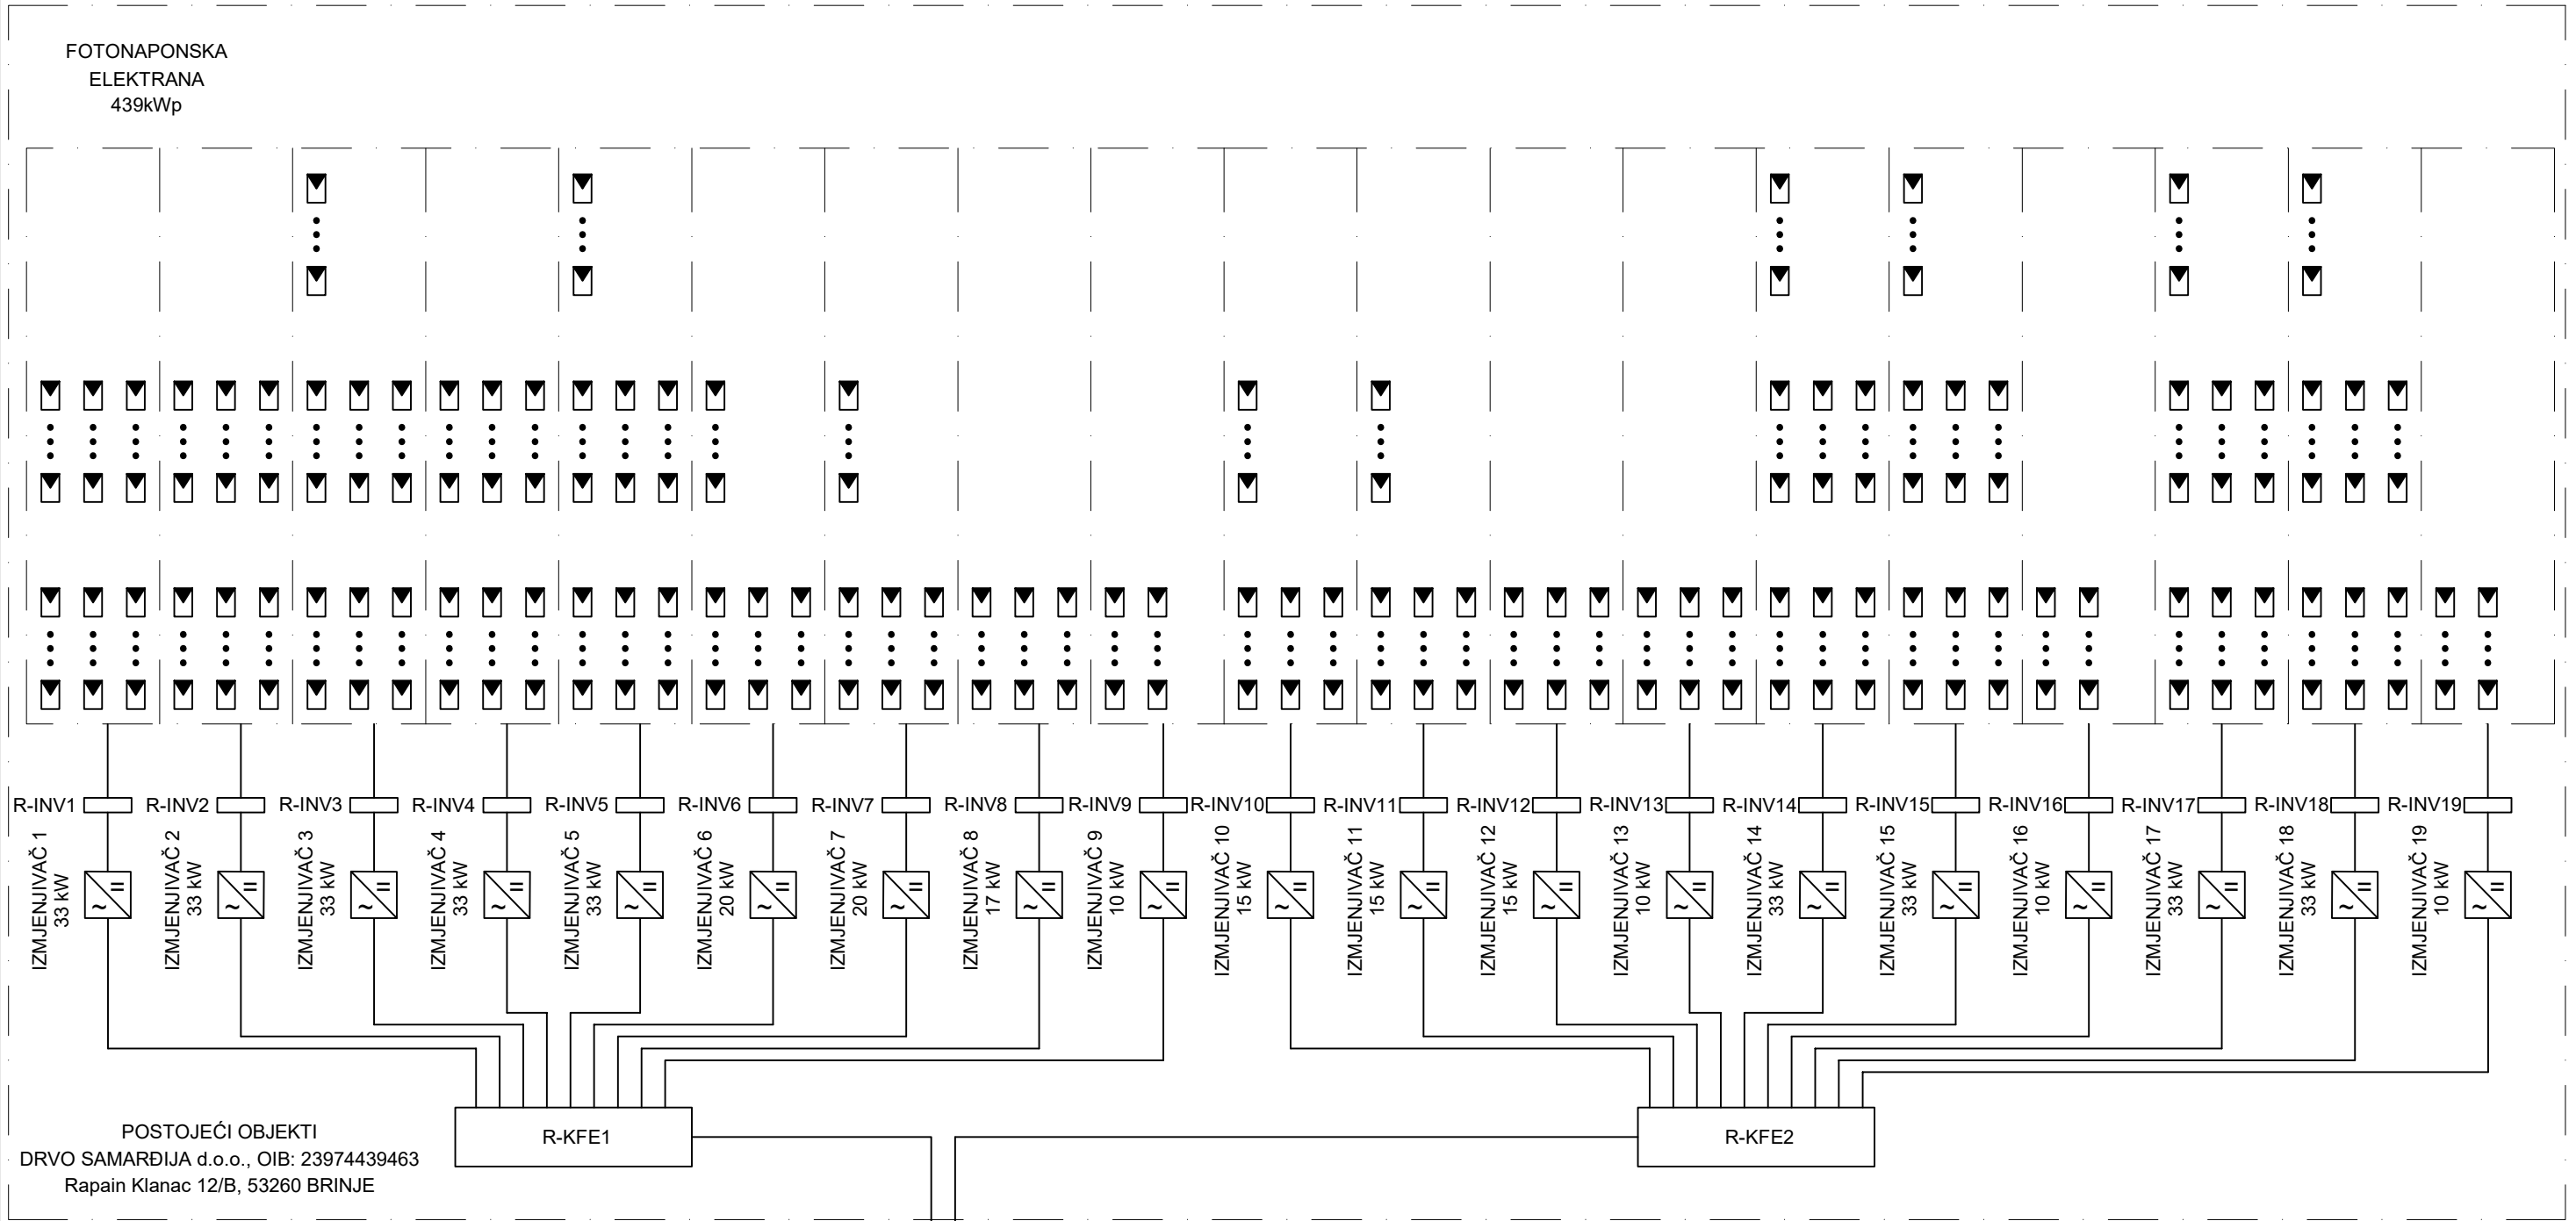 FOTONAPONSKA
ELEKTRANA
439kWp
R-INV1
R-INV2
R-INV3
R-INV4
R-INV5
R-INV6
R-INV7
R-INV8
R-INV9
R-INV10
R-INV11
R-INV12
R-INV13
R-INV14
R-INV15
R-INV16
R-INV17
R-INV18
R-INV19
IZMJENJIVAČ 1
33 kW
IZMJENJIVAČ 2
33 kW
IZMJENJIVAČ 3
33 kW
IZMJENJIVAČ 4
33 kW
IZMJENJIVAČ 5
33 kW
IZMJENJIVAČ 6
20 kW
IZMJENJIVAČ 7
20 kW
IZMJENJIVAČ 8
17 kW
IZMJENJIVAČ 9
10 kW
IZMJENJIVAČ 10
15 kW
IZMJENJIVAČ 11
15 kW
IZMJENJIVAČ 12
15 kW
IZMJENJIVAČ 13
10 kW
IZMJENJIVAČ 14
33 kW
IZMJENJIVAČ 15
33 kW
IZMJENJIVAČ 16
10 kW
IZMJENJIVAČ 17
33 kW
IZMJENJIVAČ 18
33 kW
IZMJENJIVAČ 19
10 kW
R-KFE1
R-KFE2
POSTOJEĆI OBJEKTI
DRVO SAMARĐIJA d.o.o., OIB: 23974439463
Rapain Klanac 12/B, 53260 BRINJE